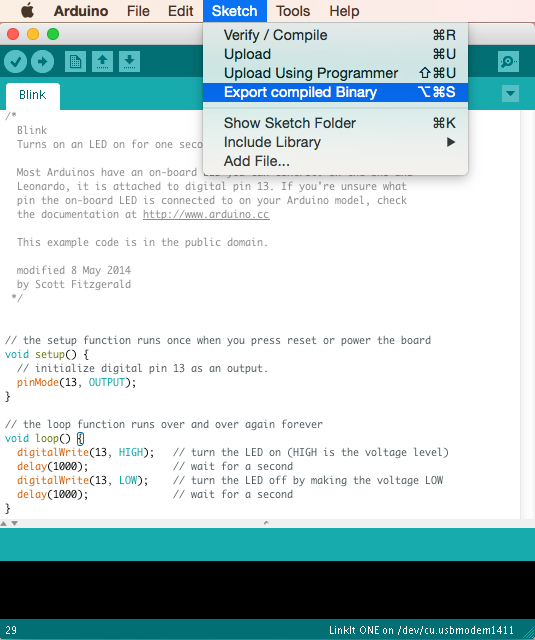 Arduino File Edit Sketch Tools Help
Verify / Compile ⌘R
Upload ⌘U
Upload Using Programmer ⇧⌘U
Export compiled Binary ⌥⌘S
Show Sketch Folder ⌘K
Include Library ▶
Add File...
Blink
/*
Blink
Turns on an LED on for one seco
Most Arduinos have an on-board
Leonardo, it is attached to digital pin 13. If you're unsure what
pin the on-board LED is connected to on your Arduino model, check
the documentation at http://www.arduino.cc
This example code is in the public domain.
modified 8 May 2014
by Scott Fitzgerald
*/
// the setup function runs once when you press reset or power the board
void setup() {
// initialize digital pin 13 as an output.
pinMode(13, OUTPUT);
}
// the loop function runs over and over again forever
void loop() {
digitalWrite(13, HIGH); // turn the LED on (HIGH is the voltage level)
delay(1000); // wait for a second
digitalWrite(13, LOW); // turn the LED off by making the voltage LOW
delay(1000); // wait for a second
}
29 LinkIt ONE on /dev/cu.usbmodem1411